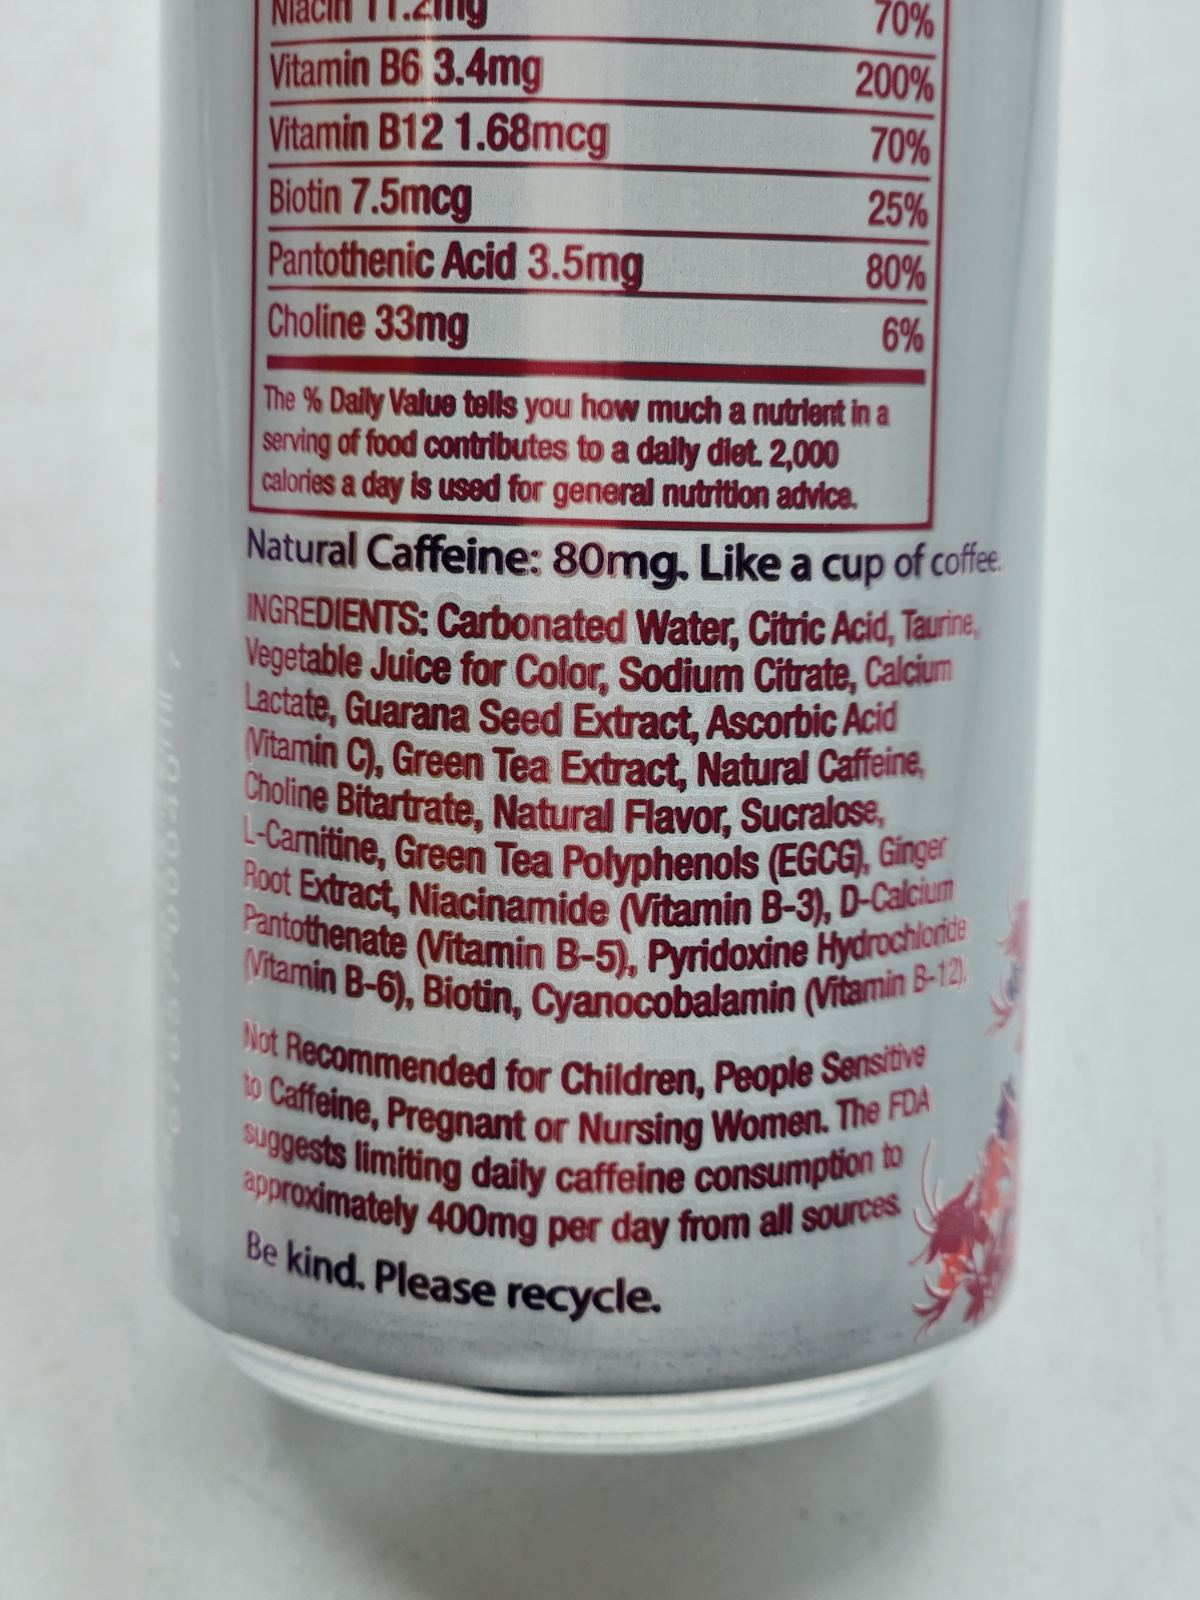 Niacin 11.2mg 70%
Vitamin B6 3.4mg 200%
Vitamin B12 1.68mcg 70%
Biotin 7.5mcg 25%
Pantothenic Acid 3.5mg 80%
Choline 33mg 6%
The % Daily Value tells you how much a nutrient in a
serving of food contributes to a daily diet. 2,000
calories a day is used for general nutrition advice.
Natural Caffeine: 80mg. Like a cup of coffee.
INGREDIENTS: Carbonated Water, Citric Acid, Taurine,
Vegetable Juice for Color, Sodium Citrate, Calcium
Lactate, Guarana Seed Extract, Ascorbic Acid
(Vitamin C), Green Tea Extract, Natural Caffeine,
Choline Bitartrate, Natural Flavor, Sucralose,
L-Carnitine, Green Tea Polyphenols (EGCG), Ginger
Root Extract, Niacinamide (Vitamin B-3), D-Calcium
Pantothenate (Vitamin B-5), Pyridoxine Hydrochloride
(Vitamin B-6), Biotin, Cyanocobalamin (Vitamin B-12).
Not Recommended for Children, People Sensitive
to Caffeine, Pregnant or Nursing Women. The FDA
suggests limiting daily caffeine consumption to
approximately 400mg per day from all sources.
Be kind. Please recycle.